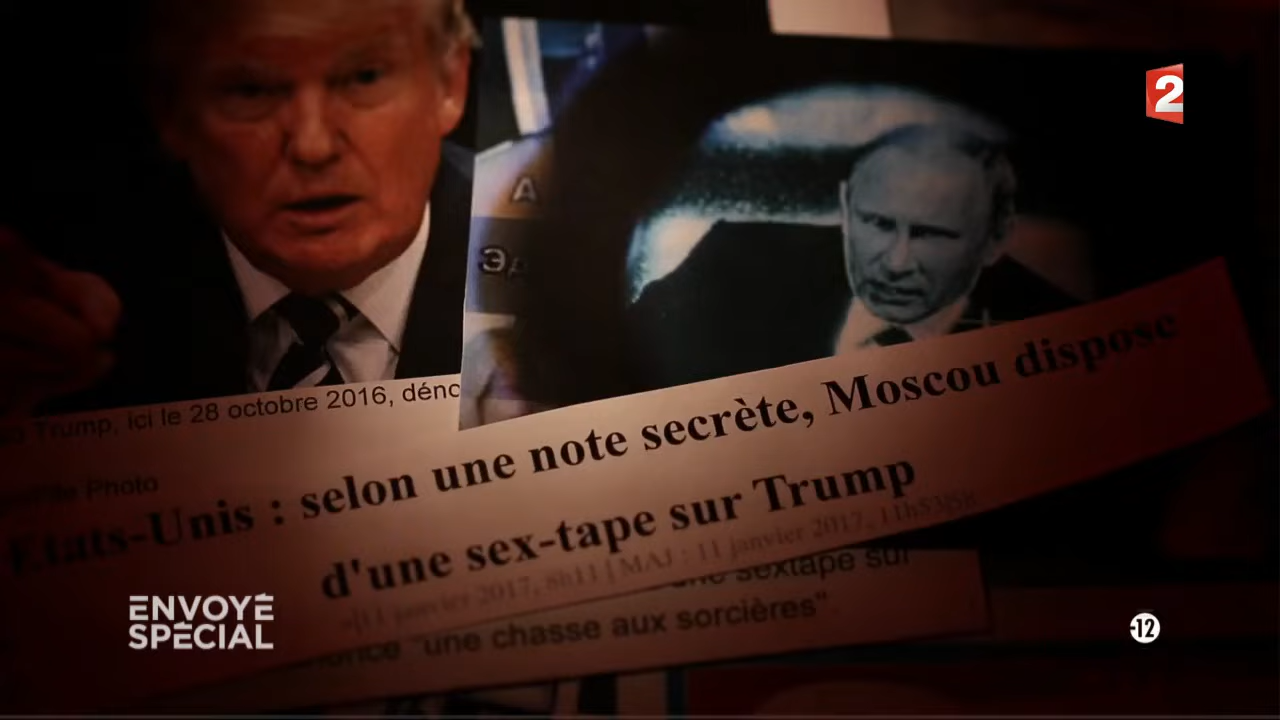 2
А
Эд
Trump, ici le 28 octobre 2016, dénc
Photo
Etats-Unis : selon une note secrète, Moscou dispose
d'une sex-tape sur Trump
11 janvier 2017, 8h11 | MAJ : 11 janvier 2017, 11h53
une sextape sur
"une chasse aux sorcières"
ENVOYÉ
SPÉCIAL
-12